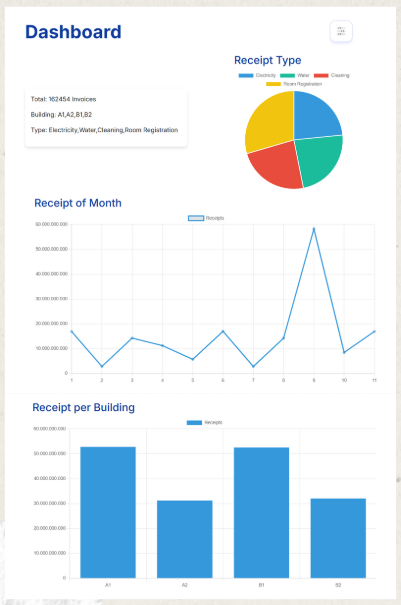 Dashboard
Receipt Type
Electricity Water Cleaning
Room Registration
Total: 162454 Invoices
Building: A1,A2,B1,B2
Type: Electricity,Water,Cleaning,Room Registration
Receipt of Month
Receipts
60.000.000.000
50.000.000.000
40.000.000.000
30.000.000.000
20.000.000.000
10.000.000.000
0
1 2 3 4 5 6 7 8 9 10 11
Receipt per Building
Receipts
60.000.000.000
50.000.000.000
40.000.000.000
30.000.000.000
20.000.000.000
10.000.000.000
0
A1 A2 B1 B2